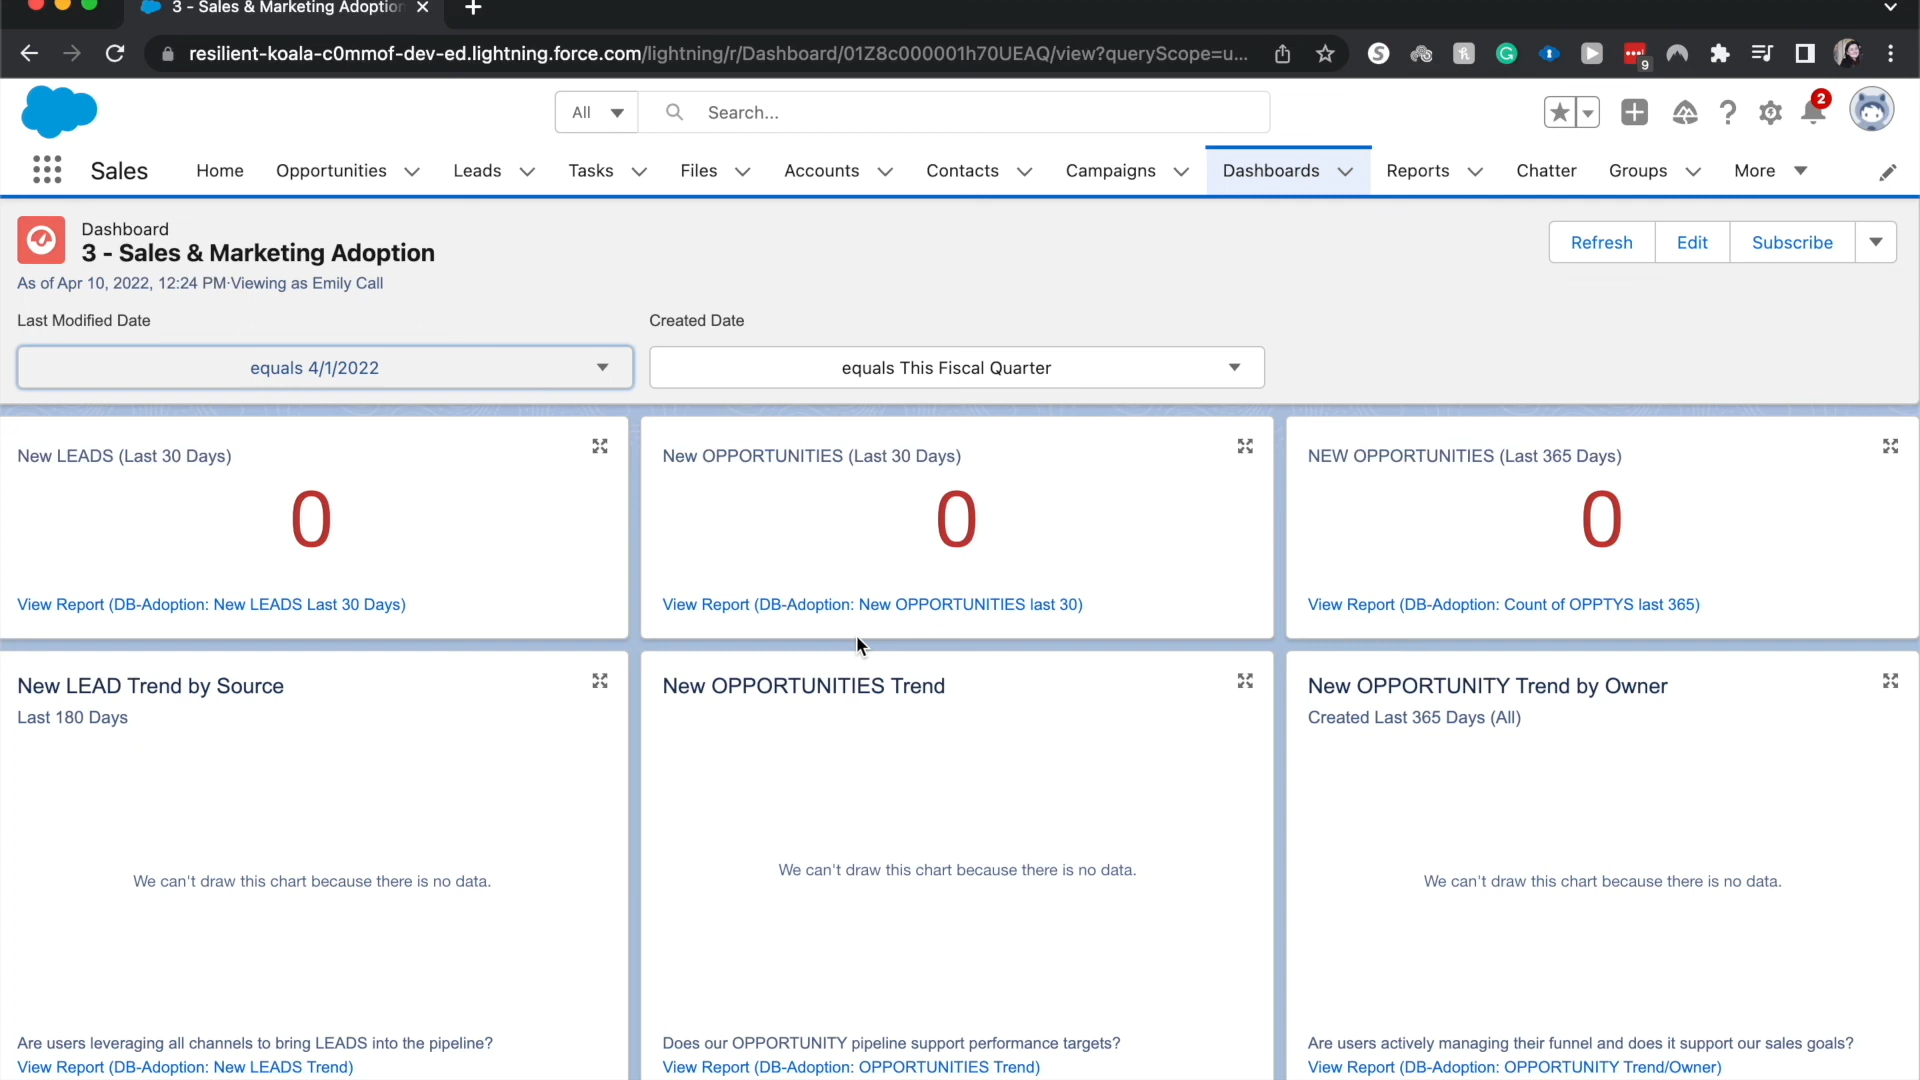 3 - Sales & Marketing Adoption
resilient-koala-c0mmof-dev-ed.lightning.force.com/lightning/r/Dashboard/01Z8c000001h70UEAQ/view?queryScope=u...
9
All
Search...
2
Sales
Home
Opportunities
Leads
Tasks
Files
Accounts
Contacts
Campaigns
Dashboards
Reports
Chatter
Groups
More
Dashboard
3 - Sales & Marketing Adoption
As of Apr 10, 2022, 12:24 PM·Viewing as Emily Call
Refresh
Edit
Subscribe
Last Modified Date
Created Date
equals 4/1/2022
equals This Fiscal Quarter
New LEADS (Last 30 Days)
0
View Report (DB-Adoption: New LEADS Last 30 Days)
New OPPORTUNITIES (Last 30 Days)
0
View Report (DB-Adoption: New OPPORTUNITIES last 30)
NEW OPPORTUNITIES (Last 365 Days)
0
View Report (DB-Adoption: Count of OPPTYS last 365)
New LEAD Trend by Source
Last 180 Days
We can't draw this chart because there is no data.
Are users leveraging all channels to bring LEADS into the pipeline?
View Report (DB-Adoption: New LEADS Trend)
New OPPORTUNITIES Trend
We can't draw this chart because there is no data.
Does our OPPORTUNITY pipeline support performance targets?
View Report (DB-Adoption: OPPORTUNITIES Trend)
New OPPORTUNITY Trend by Owner
Created Last 365 Days (All)
We can't draw this chart because there is no data.
Are users actively managing their funnel and does it support our sales goals?
View Report (DB-Adoption: OPPORTUNITY Trend/Owner)